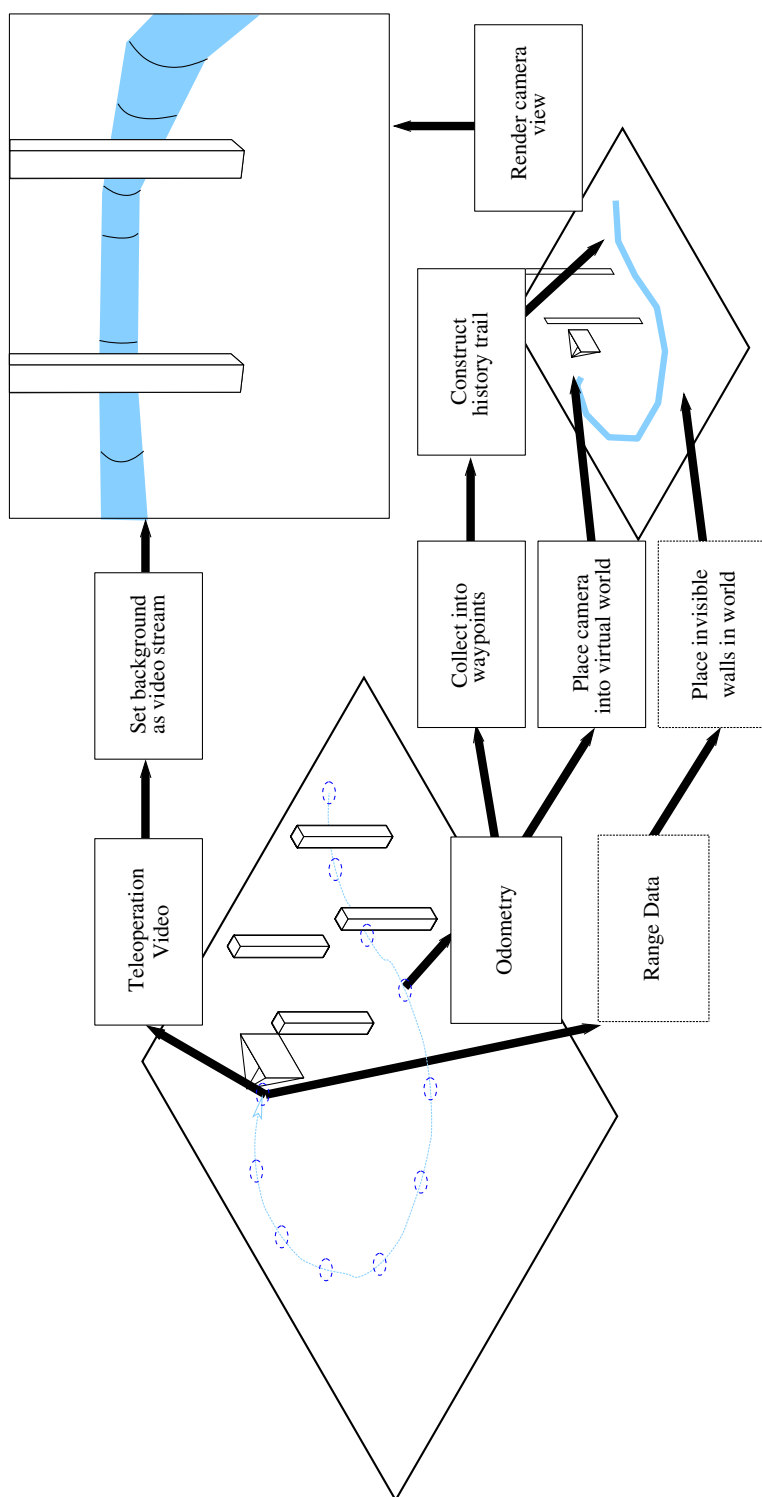 Teleoperation
Video
Set background
as video stream
Odometry
Collect into
waypoints
Construct
history trail
Render camera
view
Place camera
into virtual world
Range Data
Place invisible
walls in world